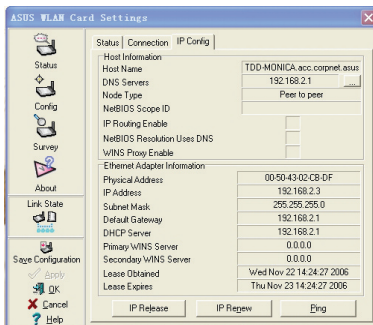 ASUS WLAN Card Settings
Status
Config
Survey
About
Link State
Save Configuration
Apply
OK
Cancel
Help
Status Connection IP Config
Host Information
Host Name TDD-MONICA.acc.corpnet.asus
DNS Servers 192.168.2.1 ...
Node Type Peer to peer
NetBIOS Scope ID
IP Routing Enable
NetBIOS Resolution Uses DNS
WINS Proxy Enable
Ethernet Adapter Information
Physical Address 00-50-43-02-CB-DF
IP Address 192.168.2.3
Subnet Mask 255.255.255.0
Default Gateway 192.168.2.1
DHCP Server 192.168.2.1
Primary WINS Server 0.0.0.0
Secondary WINS Server 0.0.0.0
Lease Obtained Wed Nov 22 14:24:27 2006
Lease Expires Thu Nov 23 14:24:27 2006
IP Release IP Renew Ping